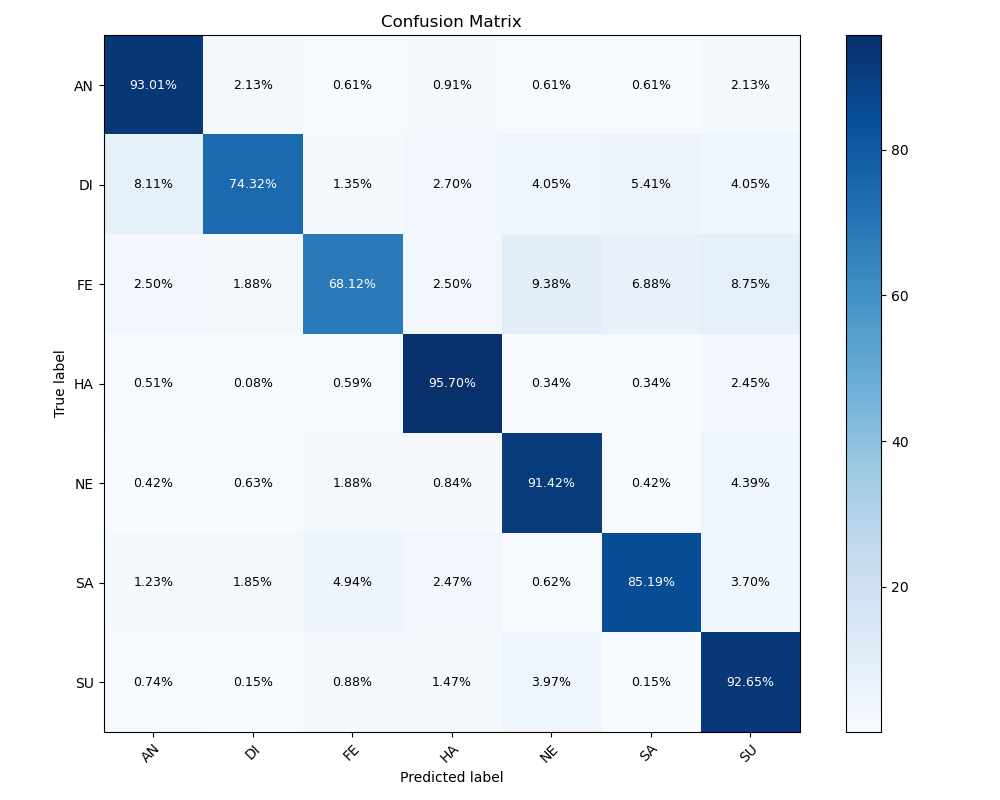 Confusion Matrix
AN 93.01% 2.13% 0.61% 0.91% 0.61% 0.61% 2.13%
DI 8.11% 74.32% 1.35% 2.70% 4.05% 5.41% 4.05%
FE 2.50% 1.88% 68.12% 2.50% 9.38% 6.88% 8.75%
HA 0.51% 0.08% 0.59% 95.70% 0.34% 0.34% 2.45%
NE 0.42% 0.63% 1.88% 0.84% 91.42% 0.42% 4.39%
SA 1.23% 1.85% 4.94% 2.47% 0.62% 85.19% 3.70%
SU 0.74% 0.15% 0.88% 1.47% 3.97% 0.15% 92.65%
AN DI FE HA NE SA SU
Predicted label
True label
80
60
40
20